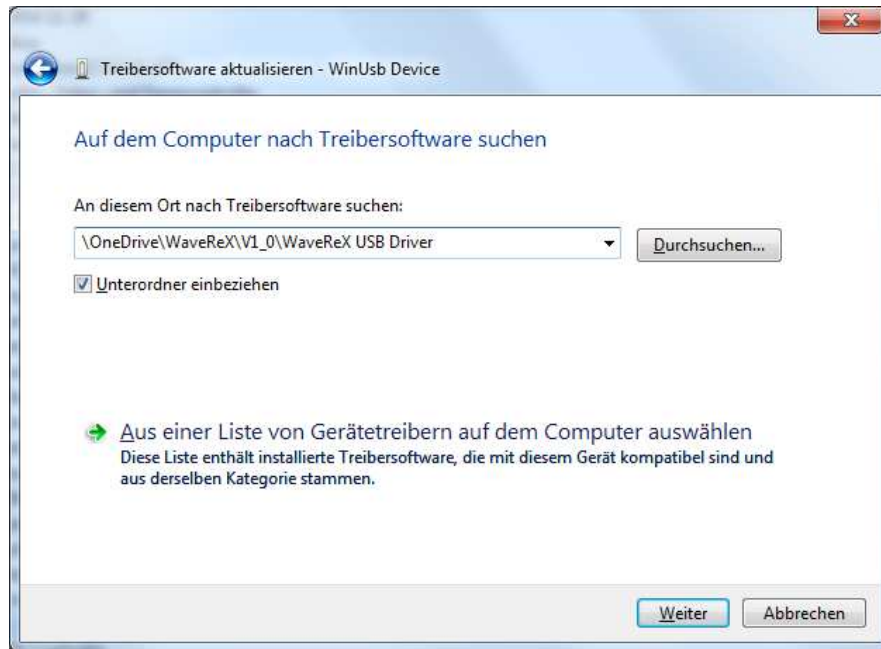 Treibersoftware aktualisieren - WinUsb Device
Auf dem Computer nach Treibersoftware suchen
An diesem Ort nach Treibersoftware suchen:
\OneDrive\WaveReX\V1_0\WaveReX USB Driver
Durchsuchen...
Unterordner einbeziehen
Aus einer Liste von Gerätetreibern auf dem Computer auswählen
Diese Liste enthält installierte Treibersoftware, die mit diesem Gerät kompatibel sind und
aus derselben Kategorie stammen.
Weiter
Abbrechen